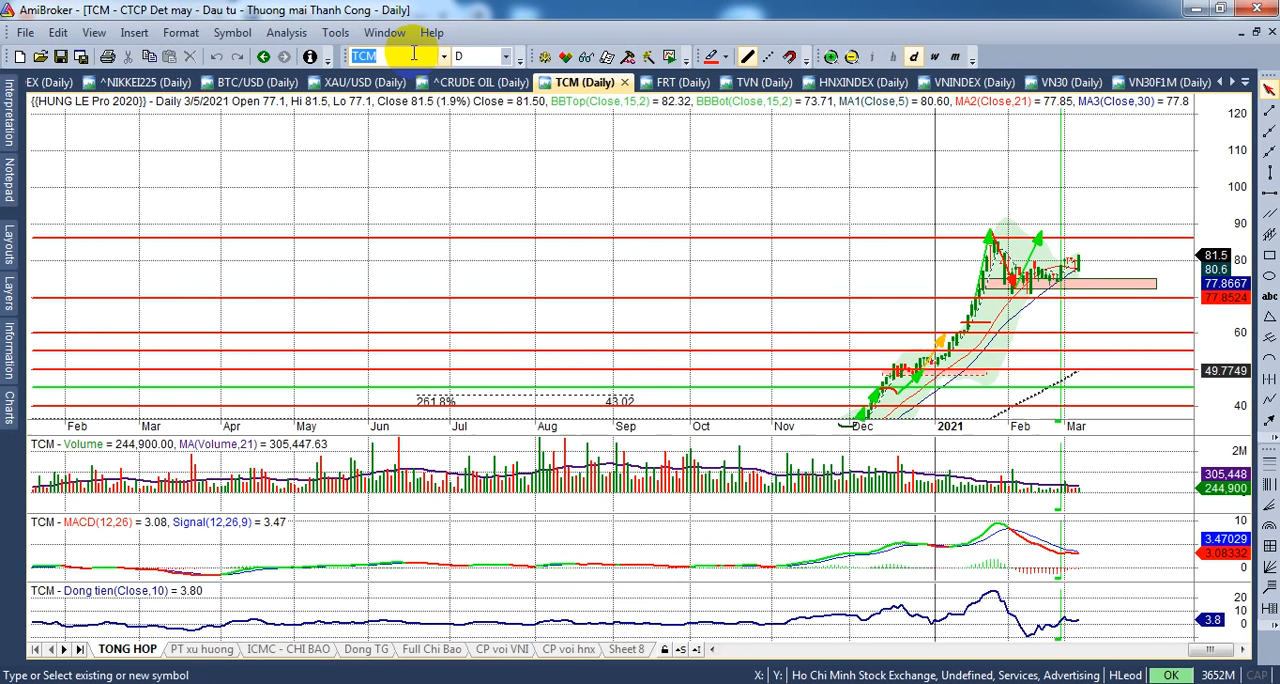 AmiBroker - [TCM - CTCP Det may - Dau tu - Thuong mai Thanh Cong - Daily]
File Edit View Insert Format Symbol Analysis Tools Window Help
TCM D i d w m
EX (Daily) ^NIKKEI225 (Daily) BTC/USD (Daily) XAU/USD (Daily) ^CRUDE OIL (Daily) TCM (Daily) FRT (Daily) TVN (Daily) HNXINDEX (Daily) VNINDEX (Daily) VN30 (Daily) VN30F1M (Daily)
{{HUNG LE Pro 2020}} - Daily 3/5/2021 Open 77.1, Hi 81.5, Lo 77.1, Close 81.5 (1.9%) Close = 81.50, BBTop(Close,15,2) = 82.32, BBBot(Close,15,2) = 73.71, MA1(Close,5) = 80.60, MA2(Close,21) = 77.85, MA3(Close,30) = 77.8
Interpretation
Notepad
Layouts
Layers
Information
Charts
120
110
100
90
81.5
80
80.6
77.8667
77.8524
60
49.7749
40
261.8% 43.02
Feb Mar Apr May Jun Jul Aug Sep Oct Nov Dec 2021 Feb Mar
TCM - Volume = 244,900.00, MA(Volume,21) = 305,447.63
2M
305,448
244,900
TCM - MACD(12,26) = 3.08, Signal(12,26,9) = 3.47
10
3.47029
3.08332
0
TCM - Dong tien(Close,10) = 3.80
20
10
3.8
0
TONG HOP PT xu huong ICMC - CHI BAO Dòng TG Full Chi Bao CP voi VNI CP voi hnx Sheet 8
abc
Type or Select existing or new symbol X: Y: Ho Chi Minh Stock Exchange, Undefined, Services, Advertising HLeod OK 3652M CAP